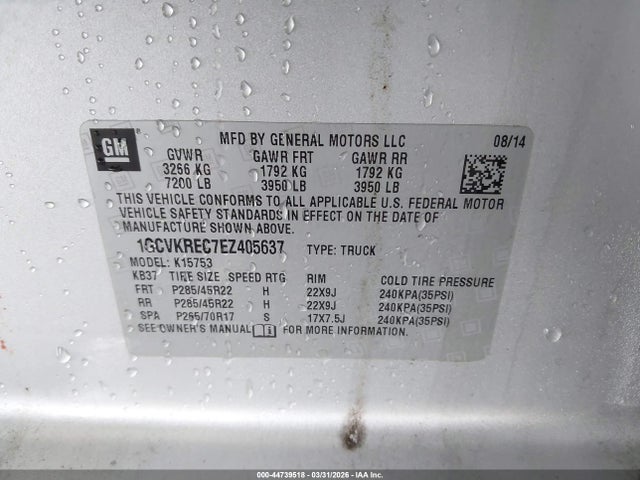 GM
MFD BY GENERAL MOTORS LLC 08/14
GVWR GAWR FRT GAWR RR
3266 KG 1792 KG 1792 KG
7200 LB 3950 LB 3950 LB
THIS VEHICLE CONFORMS TO ALL APPLICABLE U.S. FEDERAL MOTOR
VEHICLE SAFETY STANDARDS IN EFFECT ON THE DATE OF
MANUFACTURE SHOWN ABOVE.
1GCVKREC7EZ405637 TYPE: TRUCK
MODEL: K15753
KB37 TIRE SIZE SPEED RTG RIM COLD TIRE PRESSURE
FRT P285/45R22 H 22X9J 240KPA(35PSI)
RR P285/45R22 H 22X9J 240KPA(35PSI)
SPA P265/70R17 S 17X7.5J 240KPA(35PSI)
SEE OWNER'S MANUAL FOR MORE INFORMATION.
000-44739518 - 03/31/2026 - IAA Inc.